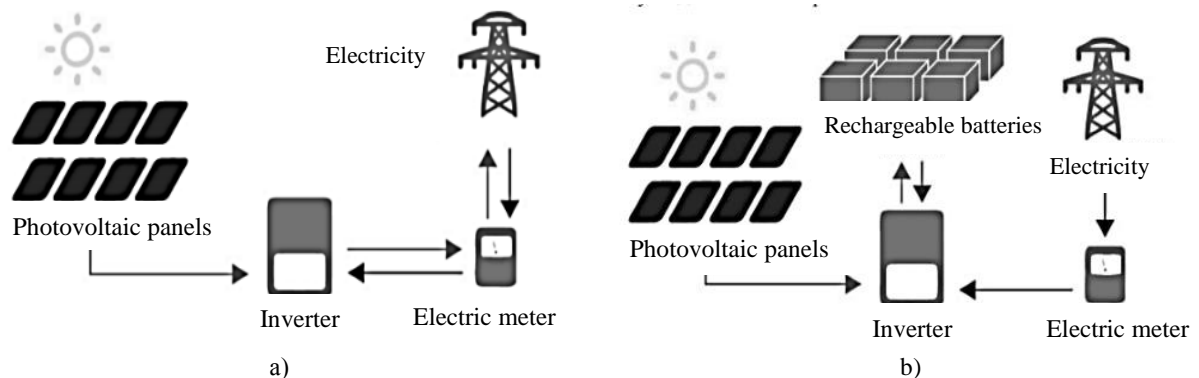 Electricity
Photovoltaic panels
Inverter
Electric meter
a)
Rechargeable batteries
Electricity
Photovoltaic panels
Inverter
Electric meter
b)